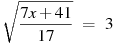 √((7x + 41)/17) = 3